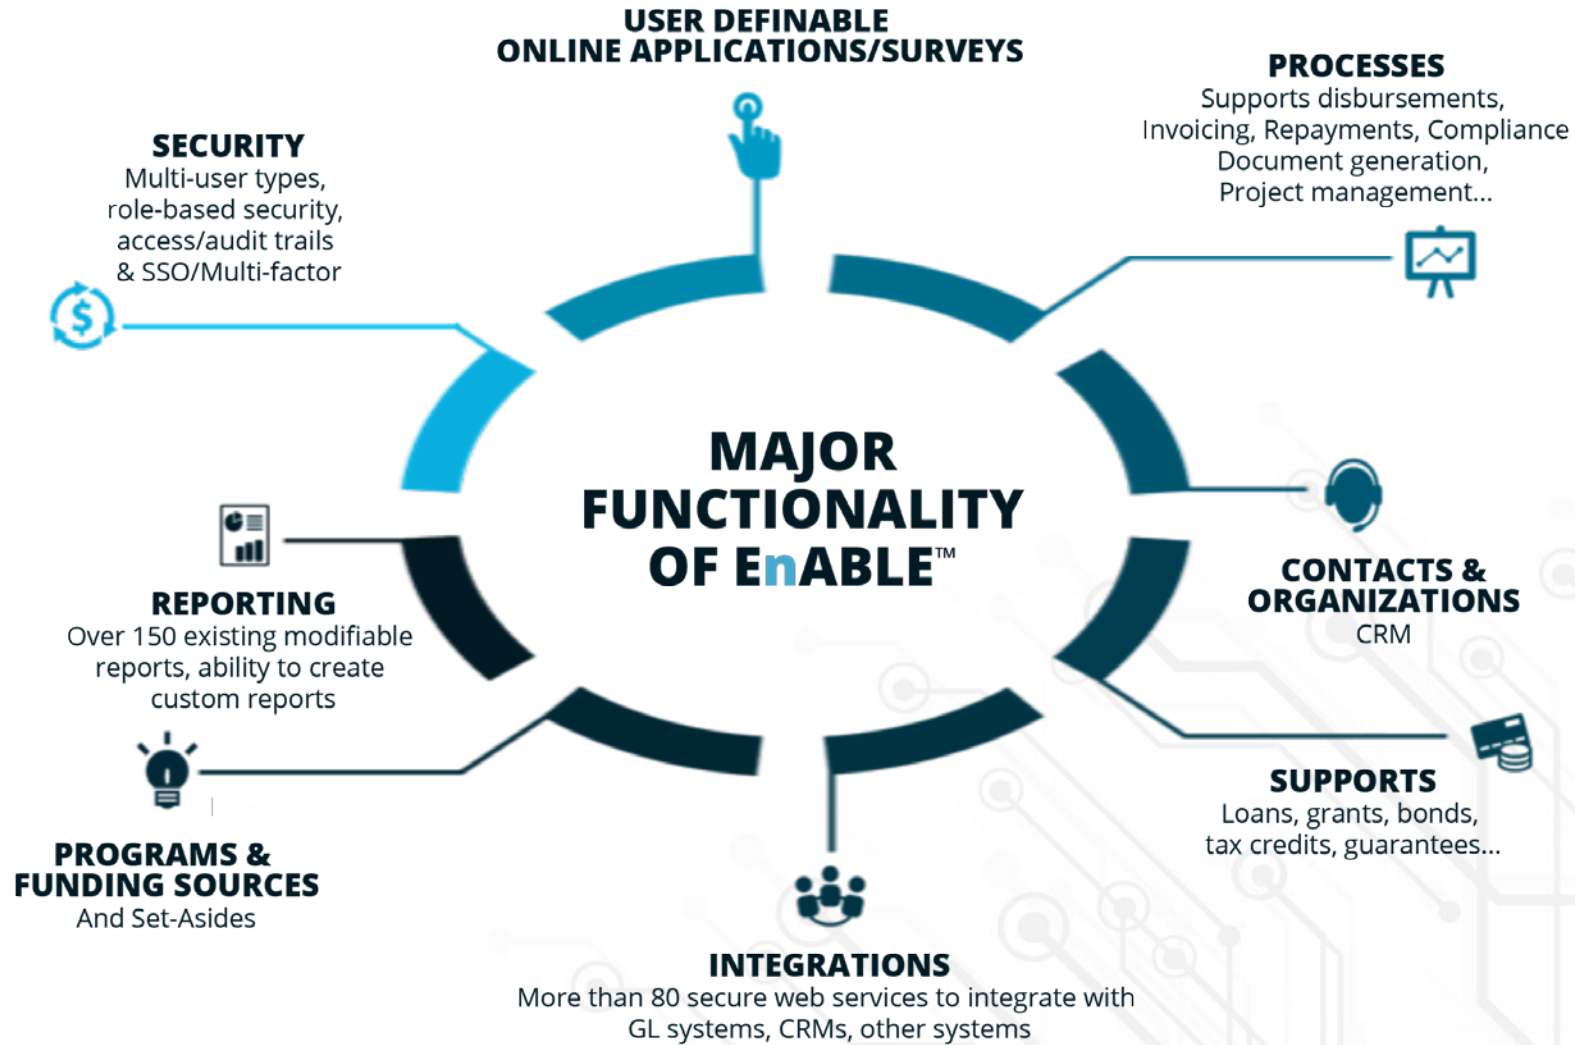 USER DEFINABLE
ONLINE APPLICATIONS/SURVEYS
PROCESSES
Supports disbursements,
Invoicing, Repayments, Compliance
Document generation,
Project management...
SECURITY
Multi-user types,
role-based security,
access/audit trails
& SSO/Multi-factor
$
MAJOR
FUNCTIONALITY
OF EnABLE™
CONTACTS &
ORGANIZATIONS
CRM
REPORTING
Over 150 existing modifiable
reports, ability to create
custom reports
SUPPORTS
Loans, grants, bonds,
tax credits, guarantees...
PROGRAMS &
FUNDING SOURCES
And Set-Asides
INTEGRATIONS
More than 80 secure web services to integrate with
GL systems, CRMs, other systems